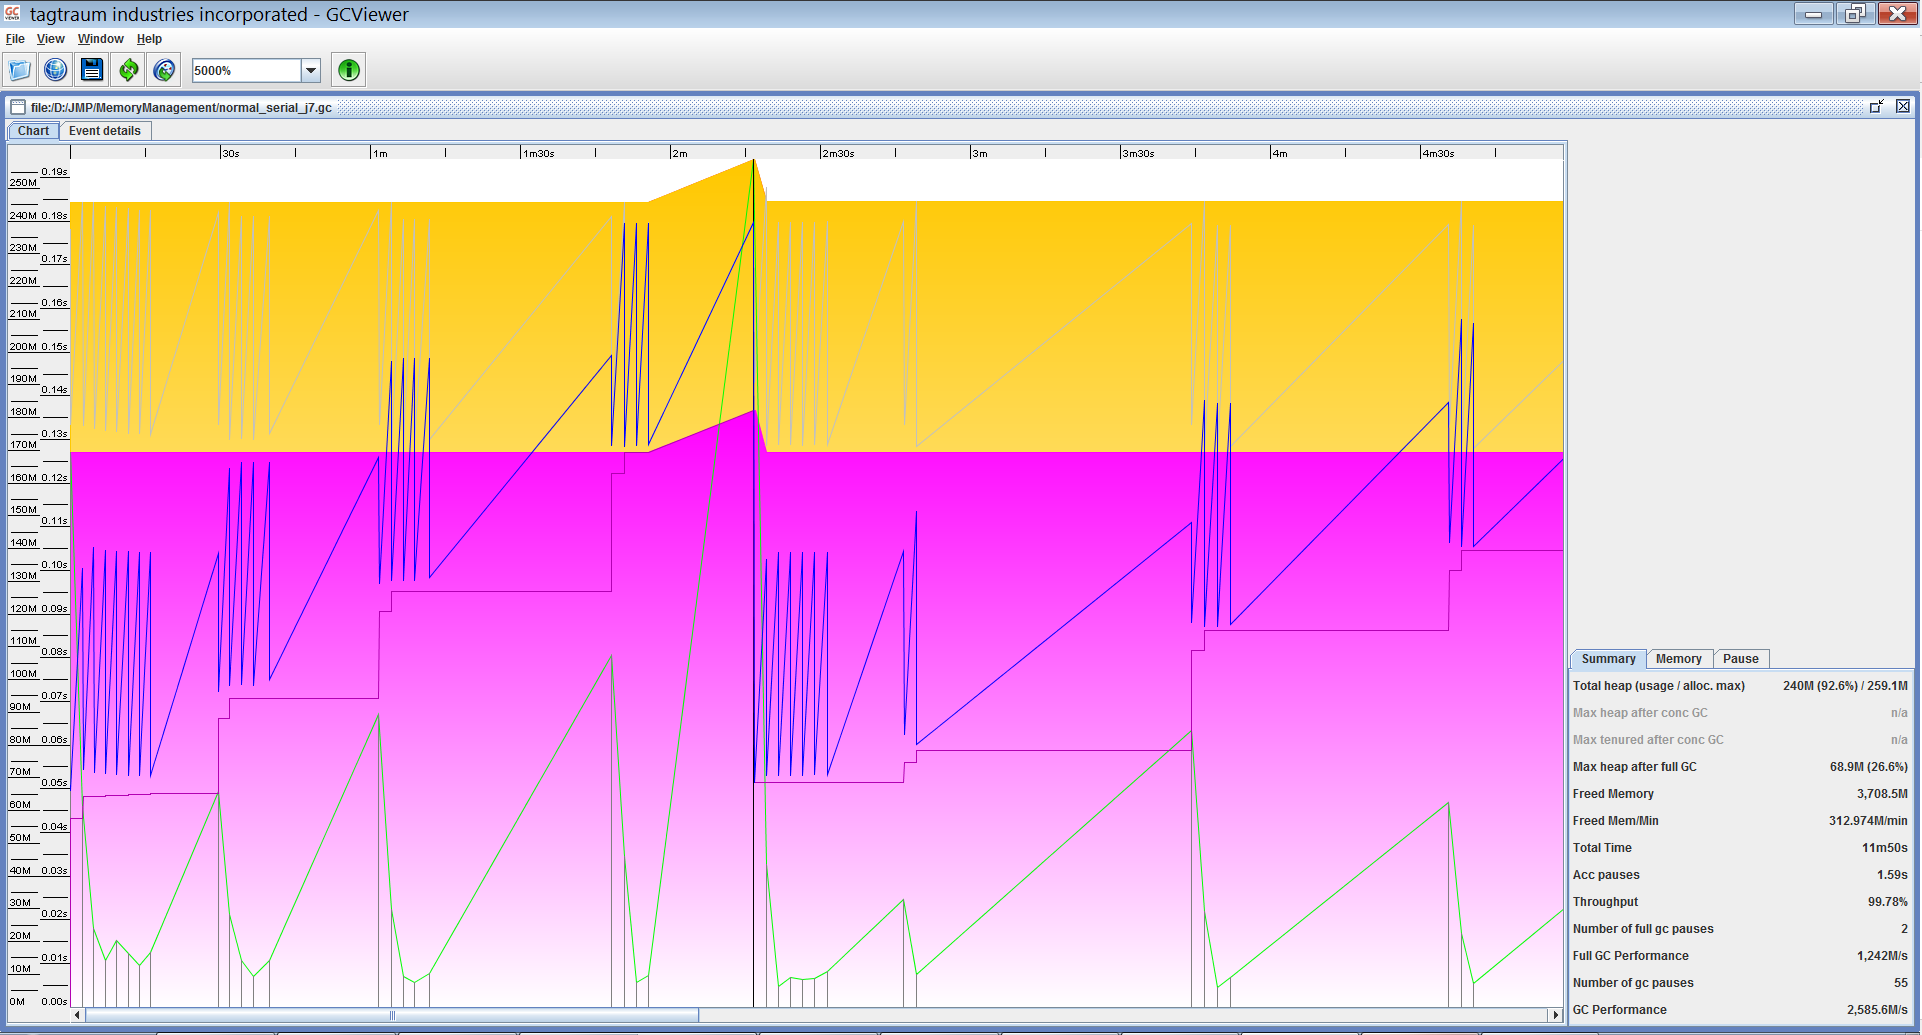 tagtraum industries incorporated - GCViewer
File View Window Help
5000%
file:/D:/JMP/MemoryManagement/normal_serial_j7.gc
Chart Event details
30s 1m 1m30s 2m 2m30s 3m 3m30s 4m 4m30s
0.19s
250M
0.18s
240M
230M
0.17s
220M
0.16s
210M
0.15s
200M
190M
0.14s
180M
0.13s
170M
160M
0.12s
150M
0.11s
140M
0.10s
130M
0.09s
120M
110M
0.08s
100M
0.07s
90M
80M
0.06s
70M
0.05s
60M
0.04s
50M
40M
0.03s
30M
0.02s
20M
0.01s
10M
0M 0.00s
Summary Memory Pause
Total heap (usage / alloc. max) 240M (92.6%) / 259.1M
Max heap after conc GC n/a
Max tenured after conc GC n/a
Max heap after full GC 68.9M (26.6%)
Freed Memory 3,708.5M
Freed Mem/Min 312.974M/min
Total Time 11m50s
Acc pauses 1.59s
Throughput 99.78%
Number of full gc pauses 2
Full GC Performance 1,242M/s
Number of gc pauses 55
GC Performance 2,585.6M/s